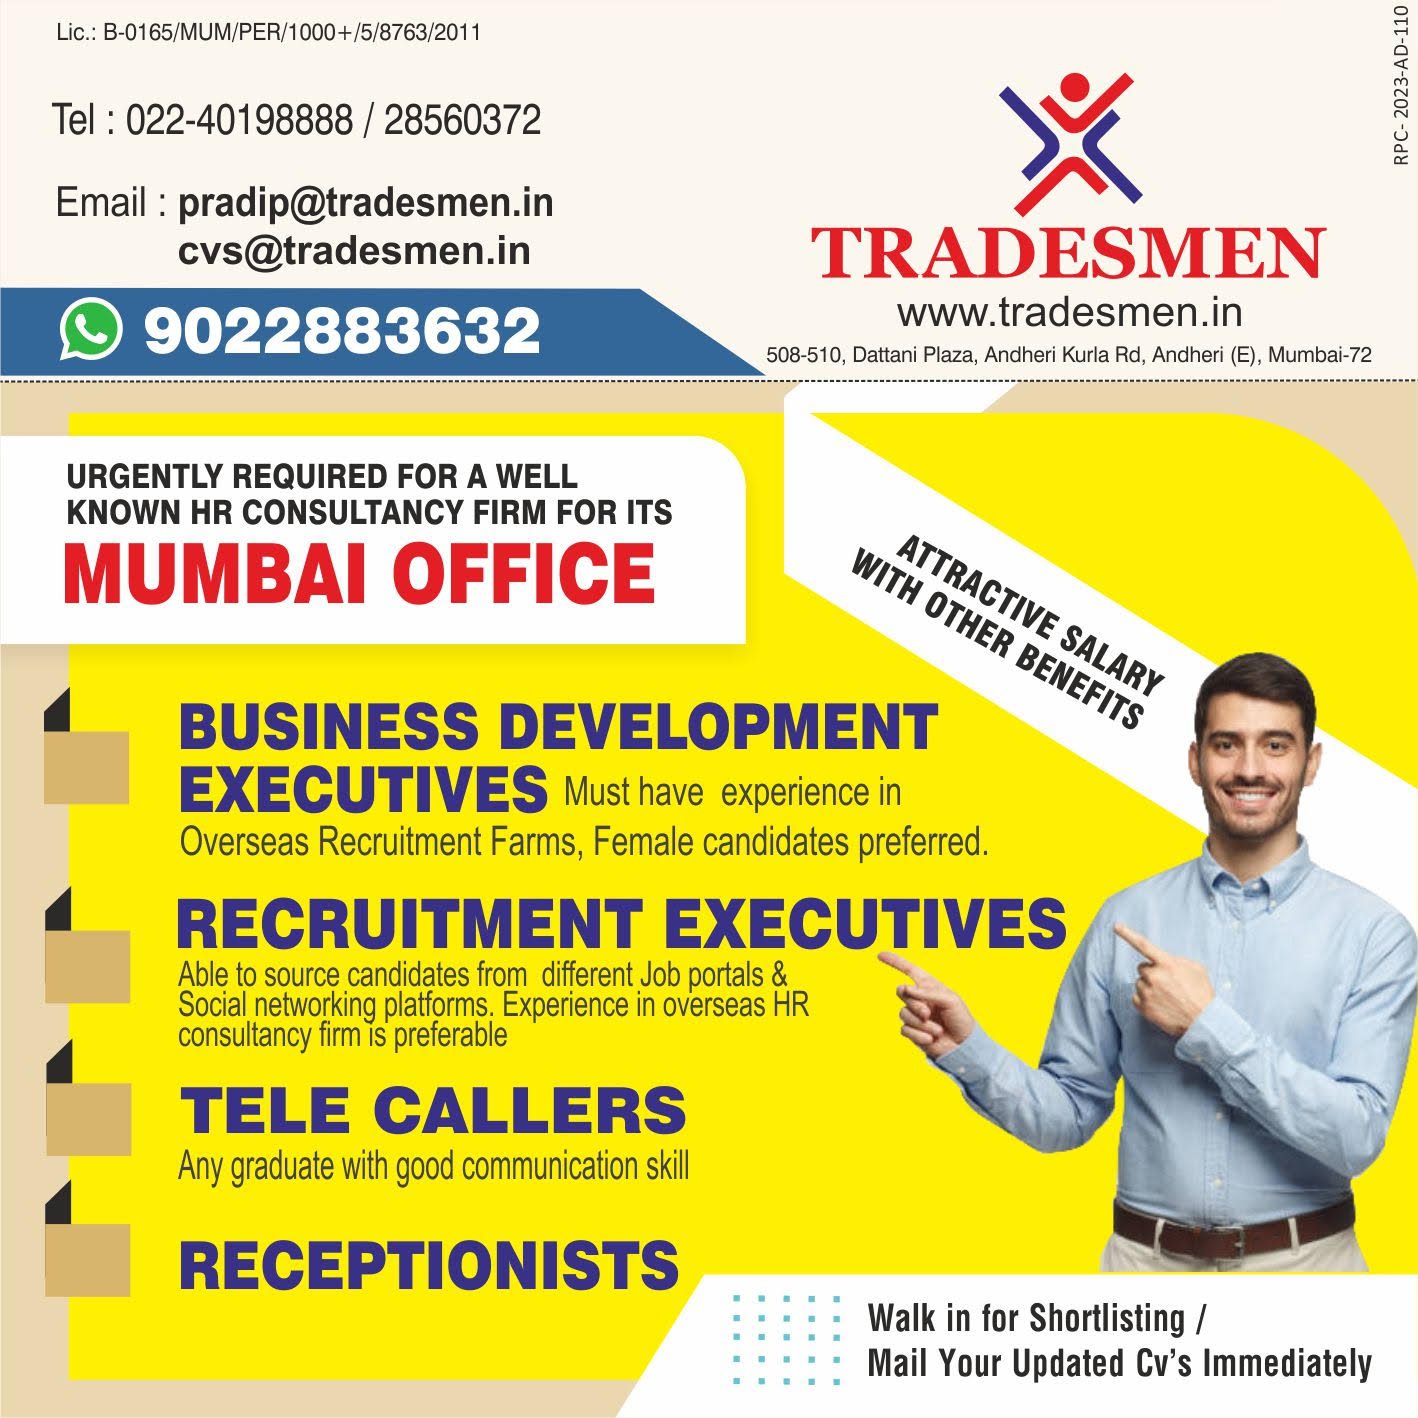 Lic.: B-0165/MUM/PER/1000+/5/8763/2011
Tel : 022-40198888 / 28560372
Email : pradip@tradesmen.in
cvs@tradesmen.in
9022883632
RPC- 2023-AD-110
TRADESMEN
www.tradesmen.in
508-510, Dattani Plaza, Andheri Kurla Rd, Andheri (E), Mumbai-72
URGENTLY REQUIRED FOR A WELL
KNOWN HR CONSULTANCY FIRM FOR ITS
MUMBAI OFFICE
ATTRACTIVE SALARY
WITH OTHER BENEFITS
BUSINESS DEVELOPMENT
EXECUTIVES Must have experience in
Overseas Recruitment Farms, Female candidates preferred.
RECRUITMENT EXECUTIVES
Able to source candidates from different Job portals &
Social networking platforms. Experience in overseas HR
consultancy firm is preferable
TELE CALLERS
Any graduate with good communication skill
RECEPTIONISTS
Walk in for Shortlisting /
Mail Your Updated Cv's Immediately